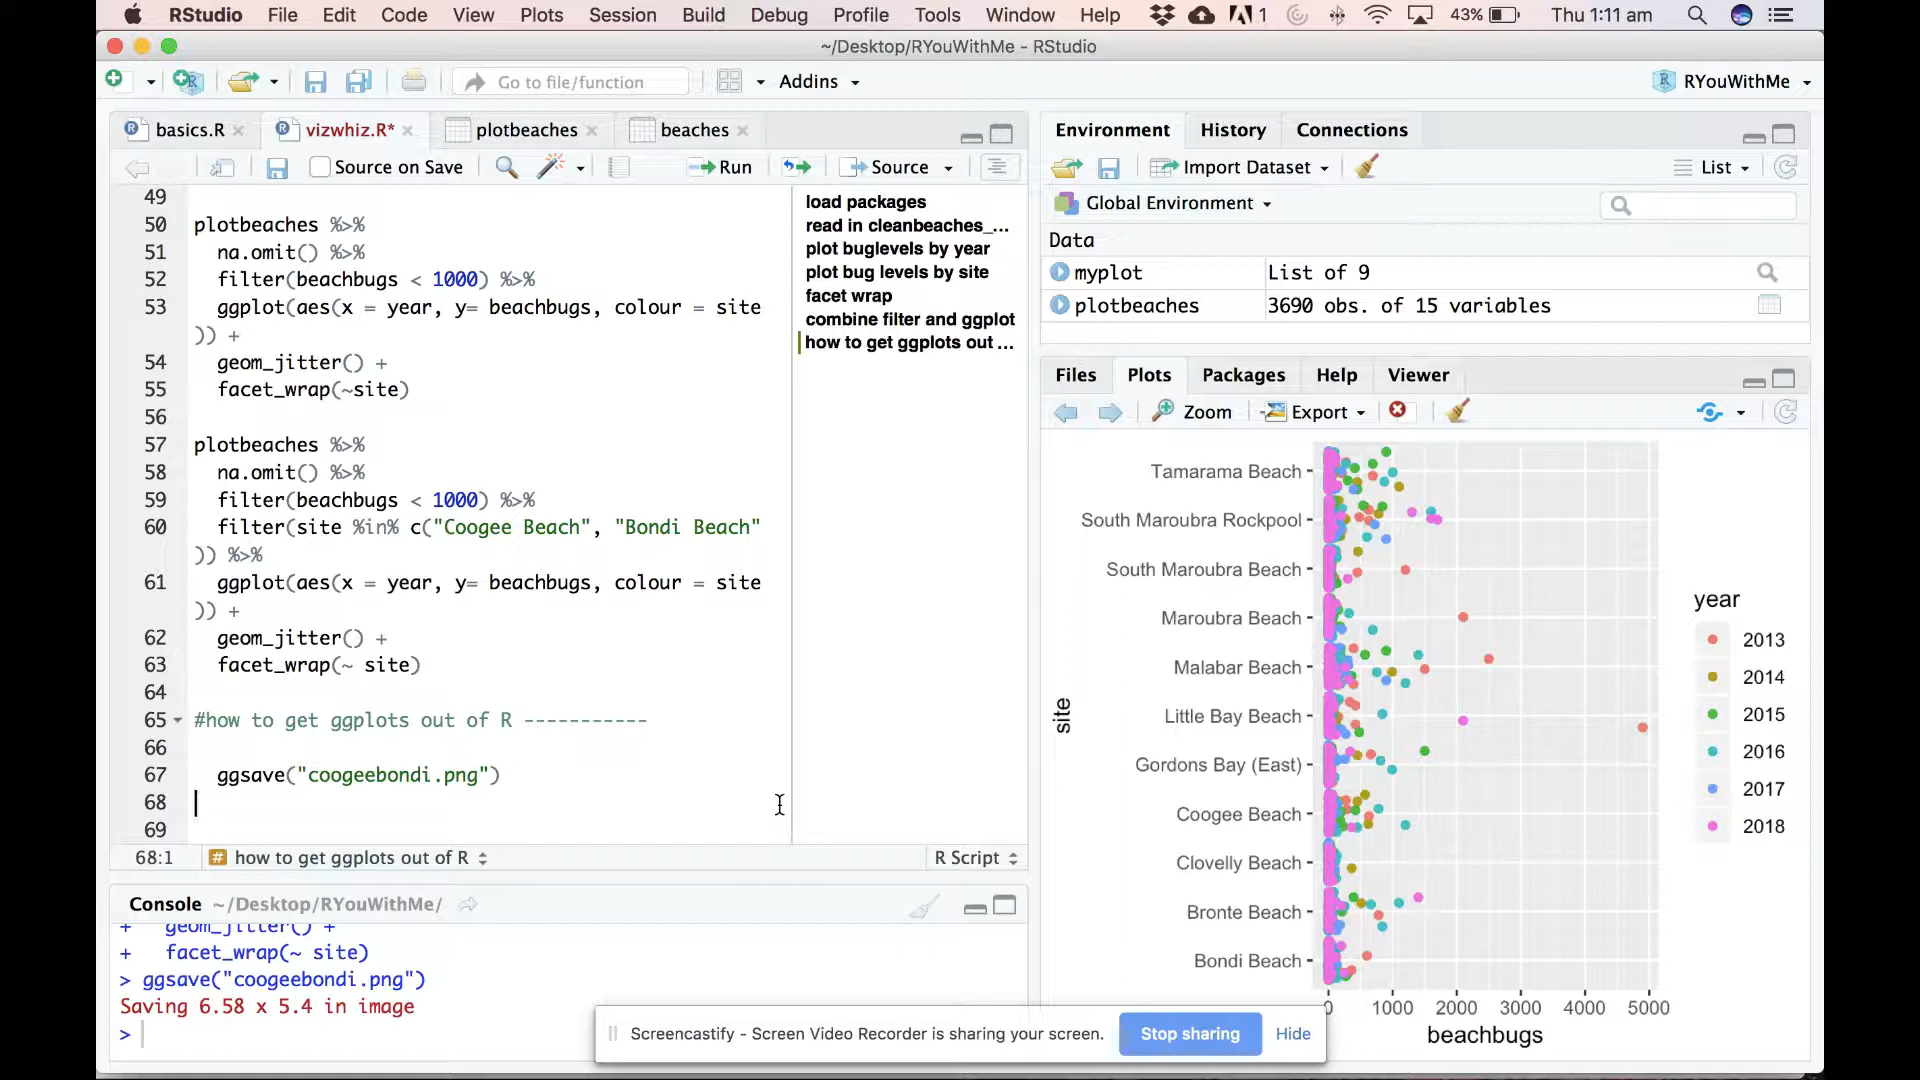 RStudio File Edit Code View Plots Session Build Debug Profile Tools Window Help 1 43% Thu 1:11 am
~/Desktop/RYouWithMe - RStudio
Go to file/function Addins RYouWithMe
basics.R vizwhiz.R* plotbeaches beaches
Source on Save Run Source
49
50 plotbeaches %>%
51 na.omit() %>%
52 filter(beachbugs < 1000) %>%
53 ggplot(aes(x = year, y= beachbugs, colour = site
)) +
54 geom_jitter() +
55 facet_wrap(~site)
56
57 plotbeaches %>%
58 na.omit() %>%
59 filter(beachbugs < 1000) %>%
60 filter(site %in% c("Coogee Beach", "Bondi Beach"
)) %>%
61 ggplot(aes(x = year, y= beachbugs, colour = site
)) +
62 geom_jitter() +
63 facet_wrap(~ site)
64
65 #how to get ggplots out of R -----------
66
67 ggsave("coogeebondi.png")
68
69
load packages
read in cleanbeaches_...
plot buglevels by year
plot bug levels by site
facet wrap
combine filter and ggplot
how to get ggplots out ...
68:1 # how to get ggplots out of R R Script
Console ~/Desktop/RYouWithMe/
+ geom_jitter() +
+ facet_wrap(~ site)
> ggsave("coogeebondi.png")
Saving 6.58 x 5.4 in image
>
Environment History Connections
Import Dataset List
Global Environment
Data
myplot List of 9
plotbeaches 3690 obs. of 15 variables
Files Plots Packages Help Viewer
Zoom Export
site
Tamarama Beach
South Maroubra Rockpool
South Maroubra Beach
Maroubra Beach
Malabar Beach
Little Bay Beach
Gordons Bay (East)
Coogee Beach
Clovelly Beach
Bronte Beach
Bondi Beach
0 1000 2000 3000 4000 5000
beachbugs
year
2013
2014
2015
2016
2017
2018
Screencastify - Screen Video Recorder is sharing your screen. Stop sharing Hide